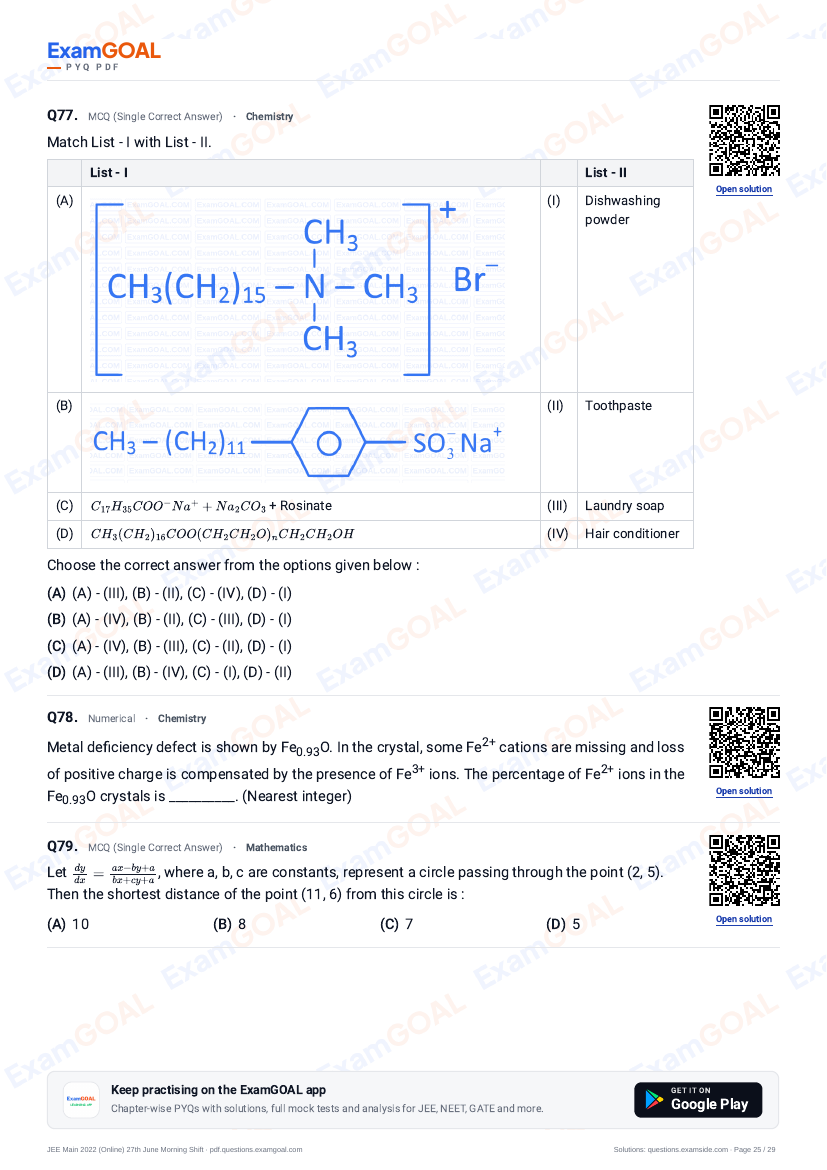 ExamGOAL
PYQ PDF
Q77. MCQ (Single Correct Answer) · Chemistry
Match List - I with List - II.
List - I List - II
(A) [CH₃(CH₂)₁₅ – N(CH₃)(CH₃) – CH₃]⁺ Br⁻ (I) Dishwashing
powder
(B) CH₃ – (CH₂)₁₁ SO₃⁻Na⁺ (II) Toothpaste
(C) C₁₇H₃₅COO⁻Na⁺ + Na₂CO₃ + Rosinate (III) Laundry soap
(D) CH₃(CH₂)₁₆COO(CH₂CH₂O)ₙCH₂CH₂OH (IV) Hair conditioner
Open solution
Choose the correct answer from the options given below :
(A) (A) - (III), (B) - (II), (C) - (IV), (D) - (I)
(B) (A) - (IV), (B) - (II), (C) - (III), (D) - (I)
(C) (A) - (IV), (B) - (III), (C) - (II), (D) - (I)
(D) (A) - (III), (B) - (IV), (C) - (I), (D) - (II)
Q78. Numerical · Chemistry
Metal deficiency defect is shown by Fe₀.₉₃O. In the crystal, some Fe²⁺ cations are missing and loss
of positive charge is compensated by the presence of Fe³⁺ ions. The percentage of Fe²⁺ ions in the
Fe₀.₉₃O crystals is __________. (Nearest integer)
Open solution
Q79. MCQ (Single Correct Answer) · Mathematics
Let dy/dx = (ax−by+a)/(bx+cy+a), where a, b, c are constants, represent a circle passing through the point (2, 5).
Then the shortest distance of the point (11, 6) from this circle is :
(A) 10 (B) 8 (C) 7 (D) 5
Open solution
Keep practising on the ExamGOAL app
Chapter-wise PYQs with solutions, full mock tests and analysis for JEE, NEET, GATE and more.
GET IT ON
Google Play
JEE Main 2022 (Online) 27th June Morning Shift · pdf.questions.examgoal.com Solutions: questions.examside.com · Page 25 / 29